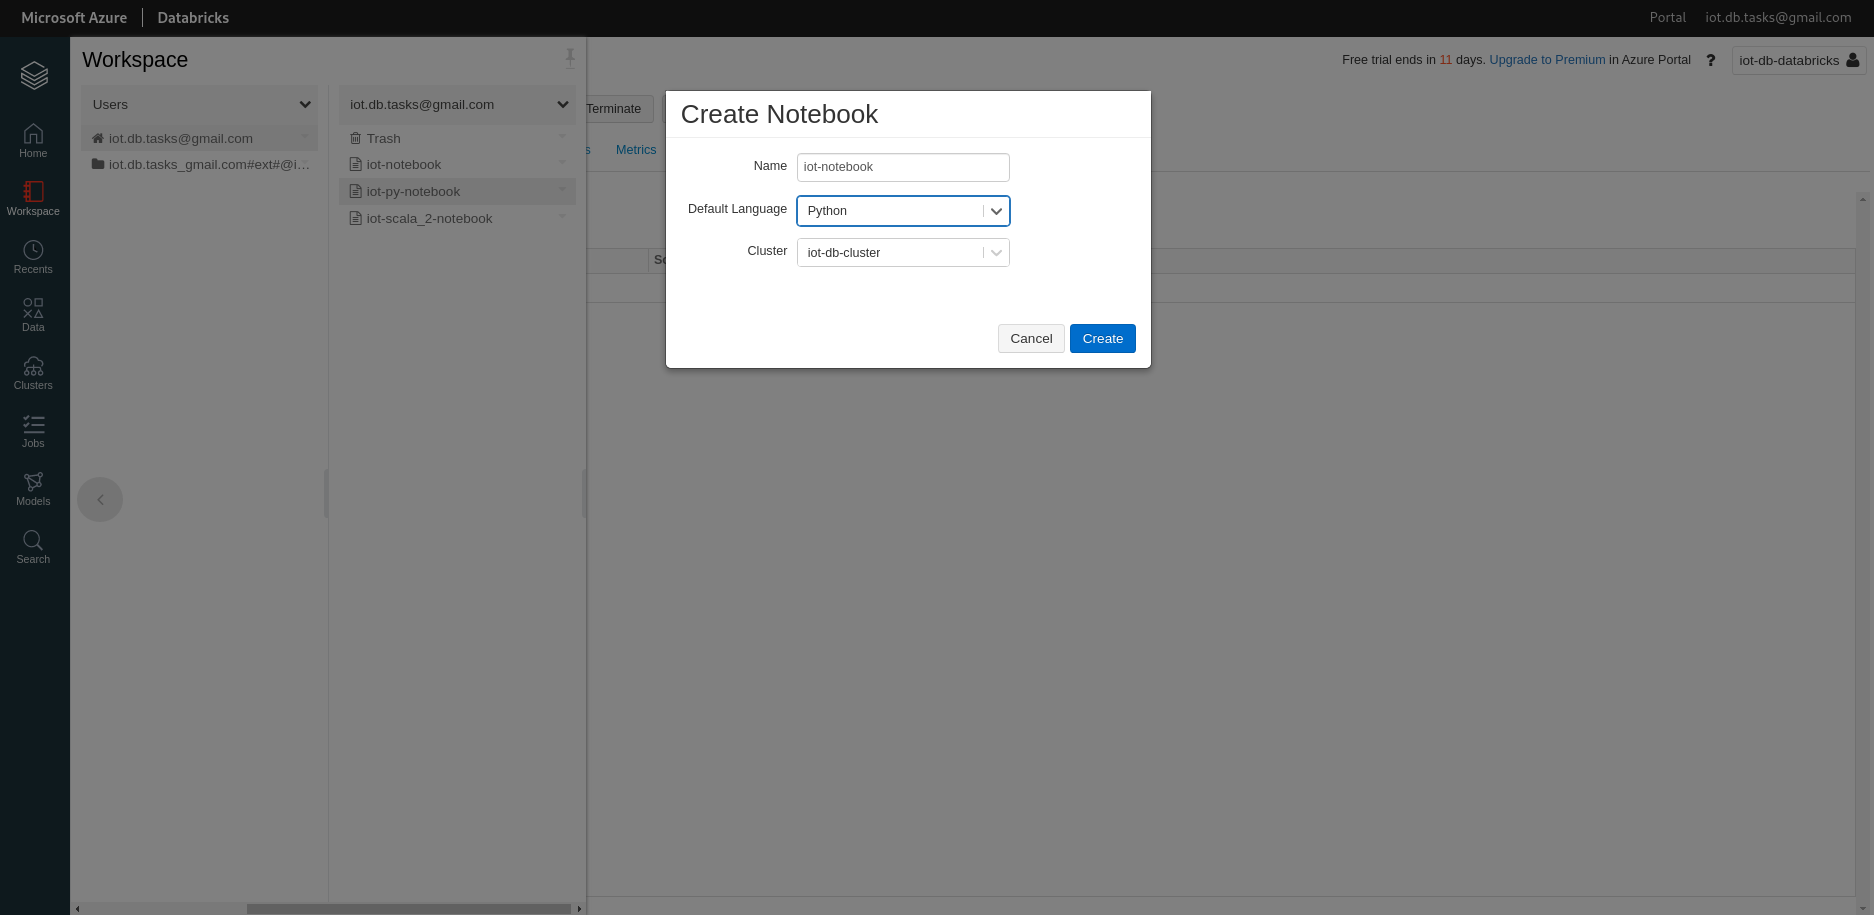 Microsoft Azure | Databricks
Portal iot.db.tasks@gmail.com
Workspace
Free trial ends in 11 days. Upgrade to Premium in Azure Portal ? iot-db-databricks
Users
iot.db.tasks@gmail.com
iot.db.tasks_gmail.com#ext#@i...
iot.db.tasks@gmail.com
Trash
iot-notebook
iot-py-notebook
iot-scala_2-notebook
Terminate
Metrics
Create Notebook
Name iot-notebook
Default Language Python
Cluster iot-db-cluster
Cancel Create
Home
Workspace
Recents
Data
Clusters
Jobs
Models
Search